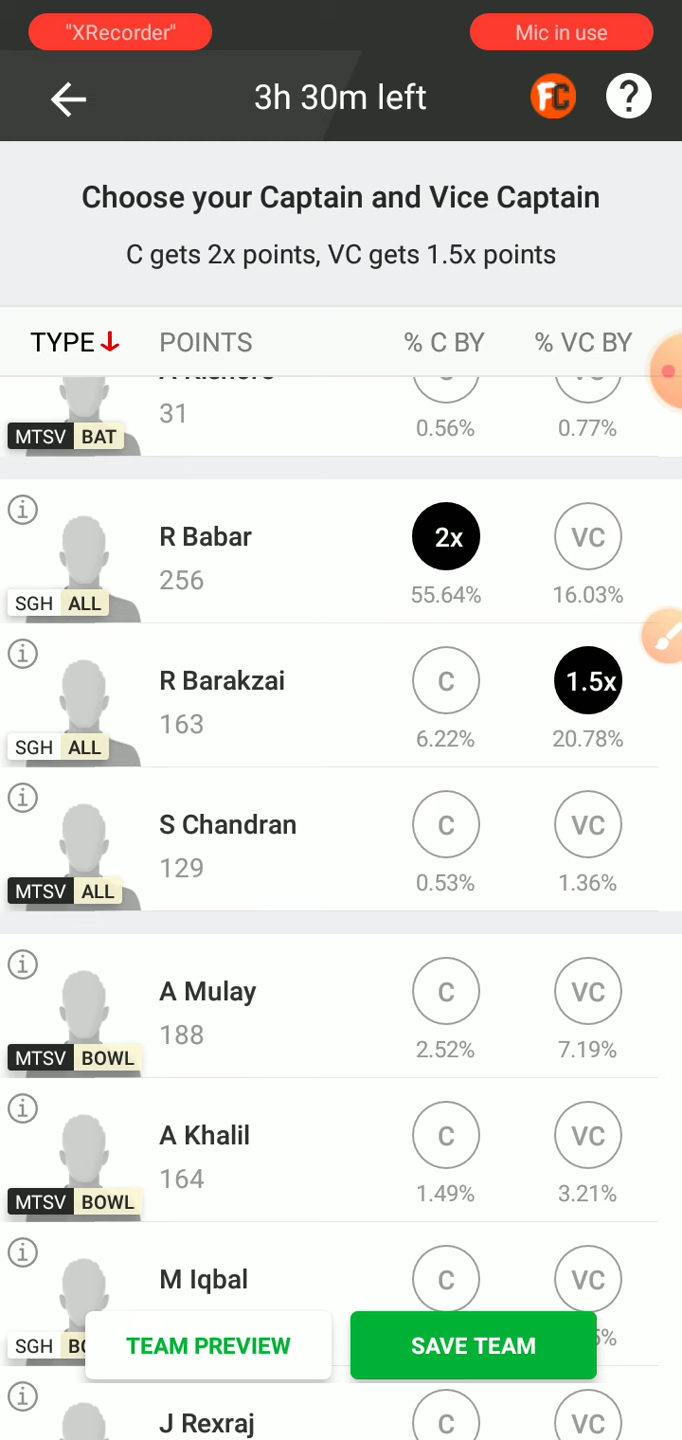 "XRecorder"
Mic in use
3h 30m left
FC
?
Choose your Captain and Vice Captain
C gets 2x points, VC gets 1.5x points
TYPE POINTS % C BY % VC BY
31 0.56% 0.77%
MTSV BAT
R Babar 2x VC
256 55.64% 16.03%
SGH ALL
R Barakzai C 1.5x
163 6.22% 20.78%
SGH ALL
S Chandran C VC
129 0.53% 1.36%
MTSV ALL
A Mulay C VC
188 2.52% 7.19%
MTSV BOWL
A Khalil C VC
164 1.49% 3.21%
MTSV BOWL
M Iqbal C VC
SGH
TEAM PREVIEW SAVE TEAM
J Rexraj C VC